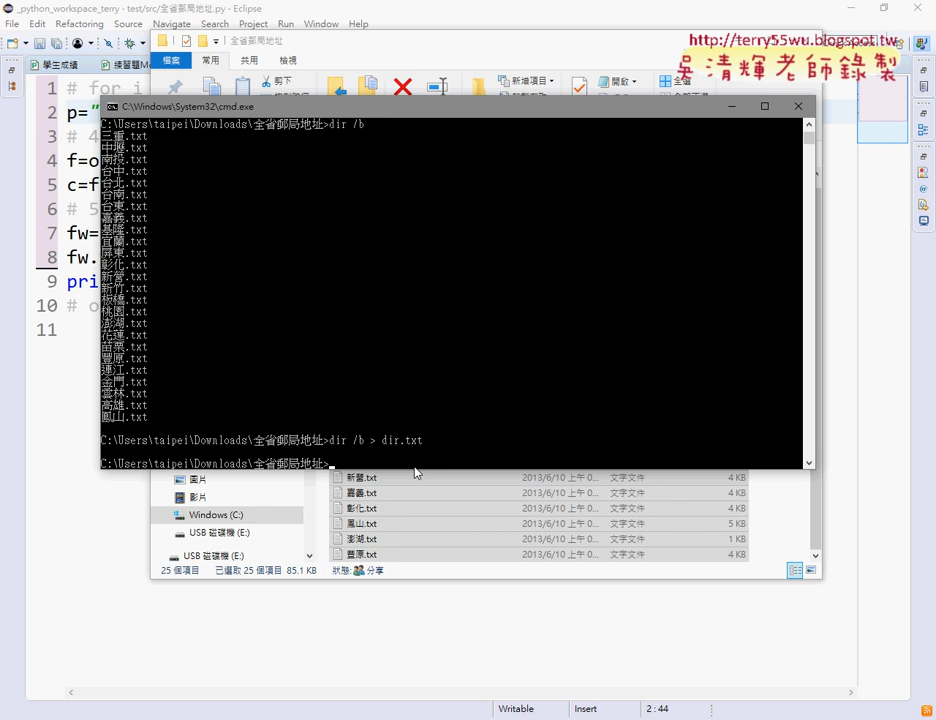 _python_workspace_terry - test/src/全省郵局地址.py - Eclipse
File Edit Refactoring Source Navigate Search Project Run Window Help
全省郵局地址
http://terry55wu.blogspot.tw
吳清輝老師錄製
檔案 常用 共用 檢視
學生成績 練習題Mo
剪下 新增項目 開啟 全選
1 # for i
2 p="
3 # 4
4 f=o
5 c=f
6 # 5
7 fw=
8 fw.
9 pri
10 # o
11
C:\Windows\System32\cmd.exe
C:\Users\taipei\Downloads\全省郵局地址>dir /b
三重.txt
中壢.txt
南投.txt
台中.txt
台北.txt
台南.txt
台東.txt
嘉義.txt
基隆.txt
宜蘭.txt
屏東.txt
彰化.txt
新營.txt
新竹.txt
板橋.txt
桃園.txt
澎湖.txt
花蓮.txt
苗栗.txt
豐原.txt
連江.txt
金門.txt
雲林.txt
高雄.txt
鳳山.txt
C:\Users\taipei\Downloads\全省郵局地址>dir /b > dir.txt
C:\Users\taipei\Downloads\全省郵局地址>
圖片
影片
Windows (C:)
USB 磁碟機 (E:)
USB 磁碟機 (E:)
新營.txt 2013/6/10 上午 0... 文字文件 4 KB
嘉義.txt 2013/6/10 上午 0... 文字文件 4 KB
彰化.txt 2013/6/10 上午 0... 文字文件 4 KB
鳳山.txt 2013/6/10 上午 0... 文字文件 5 KB
澎湖.txt 2013/6/10 上午 0... 文字文件 1 KB
豐原.txt 2013/6/10 上午 0... 文字文件 4 KB
25 個項目 已選取 25 個項目 85.1 KB 狀態: 分享
Writable Insert 2 : 44